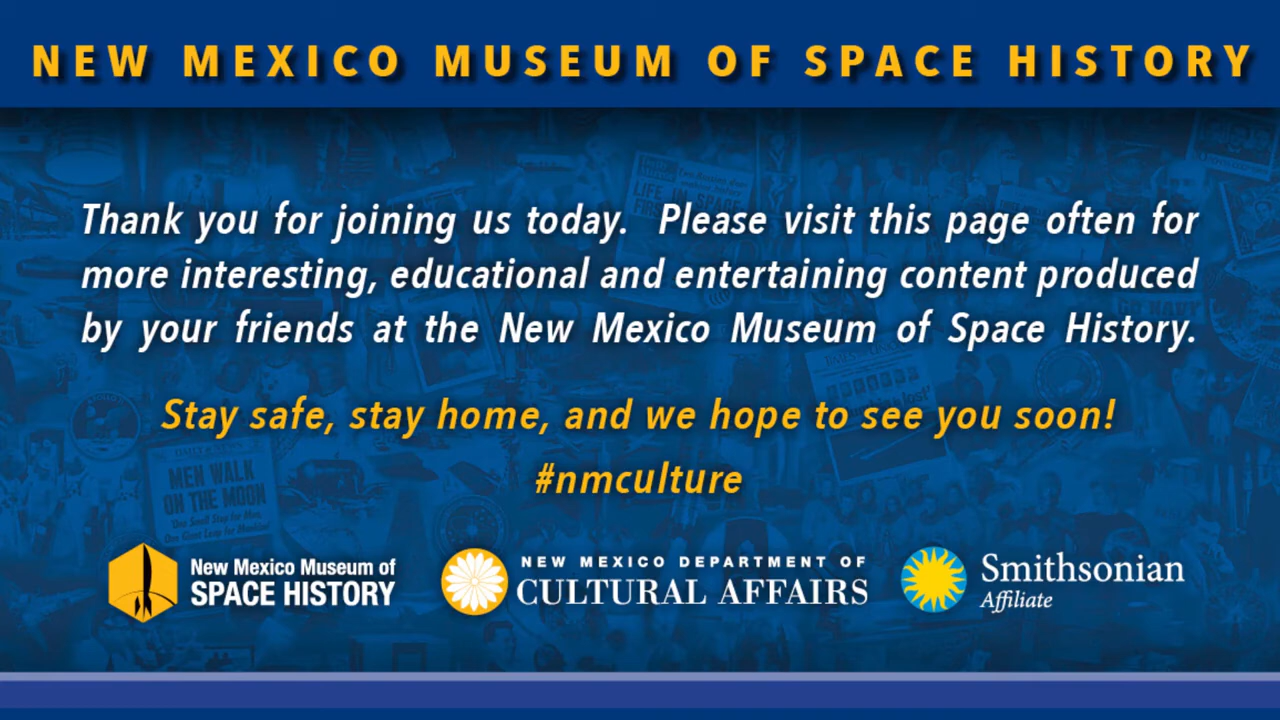 NEW MEXICO MUSEUM OF SPACE HISTORY
Thank you for joining us today. Please visit this page often for
more interesting, educational and entertaining content produced
by your friends at the New Mexico Museum of Space History.
Stay safe, stay home, and we hope to see you soon!
#nmculture
MEN WALK
ON THE MOON
New Mexico Museum of
SPACE HISTORY
NEW MEXICO DEPARTMENT OF
CULTURAL AFFAIRS
Smithsonian
Affiliate